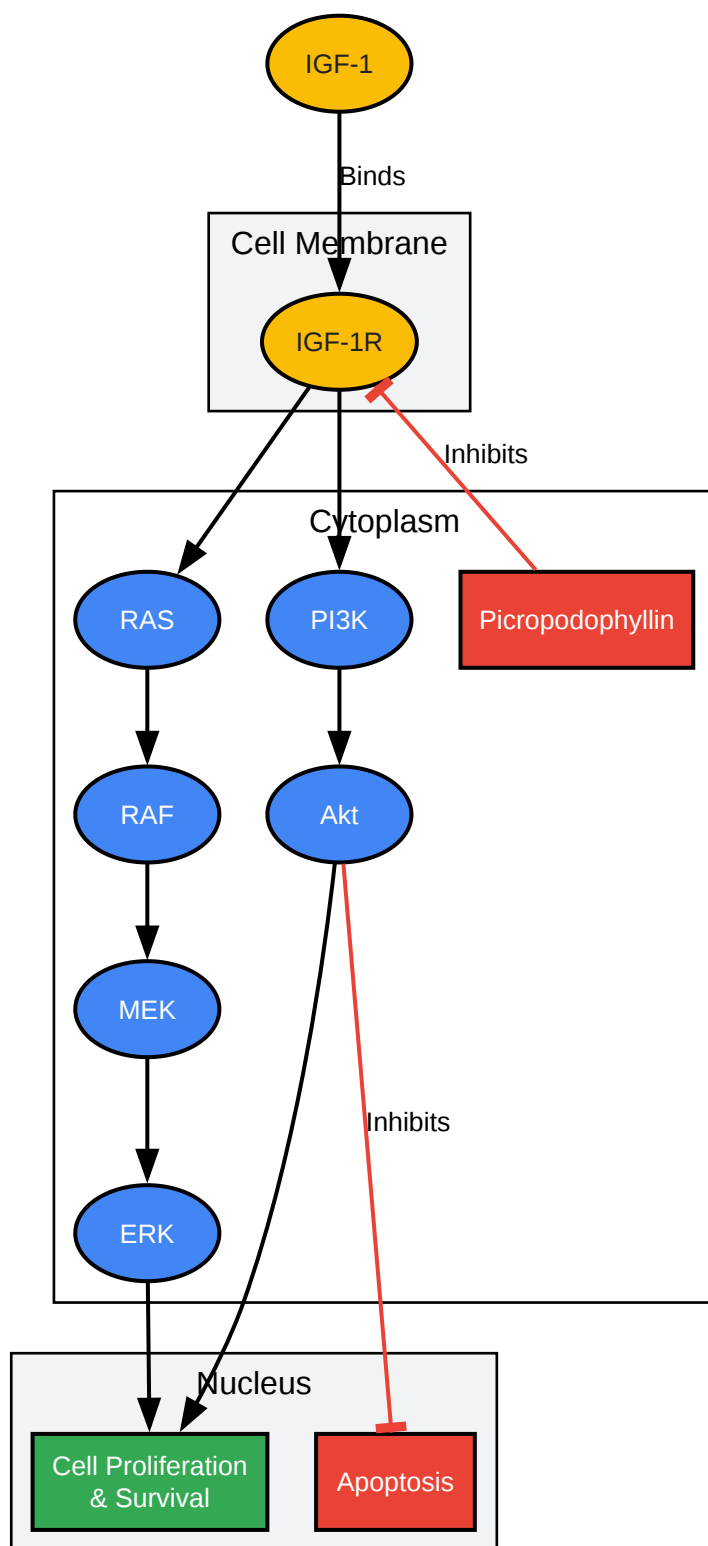 IGF-1
Binds
Cell Membrane
IGF-1R
Inhibits
Cytoplasm
RAS
PI3K
Picropodophyllin
RAF
Akt
MEK
Inhibits
ERK
Nucleus
Cell Proliferation
& Survival
Apoptosis